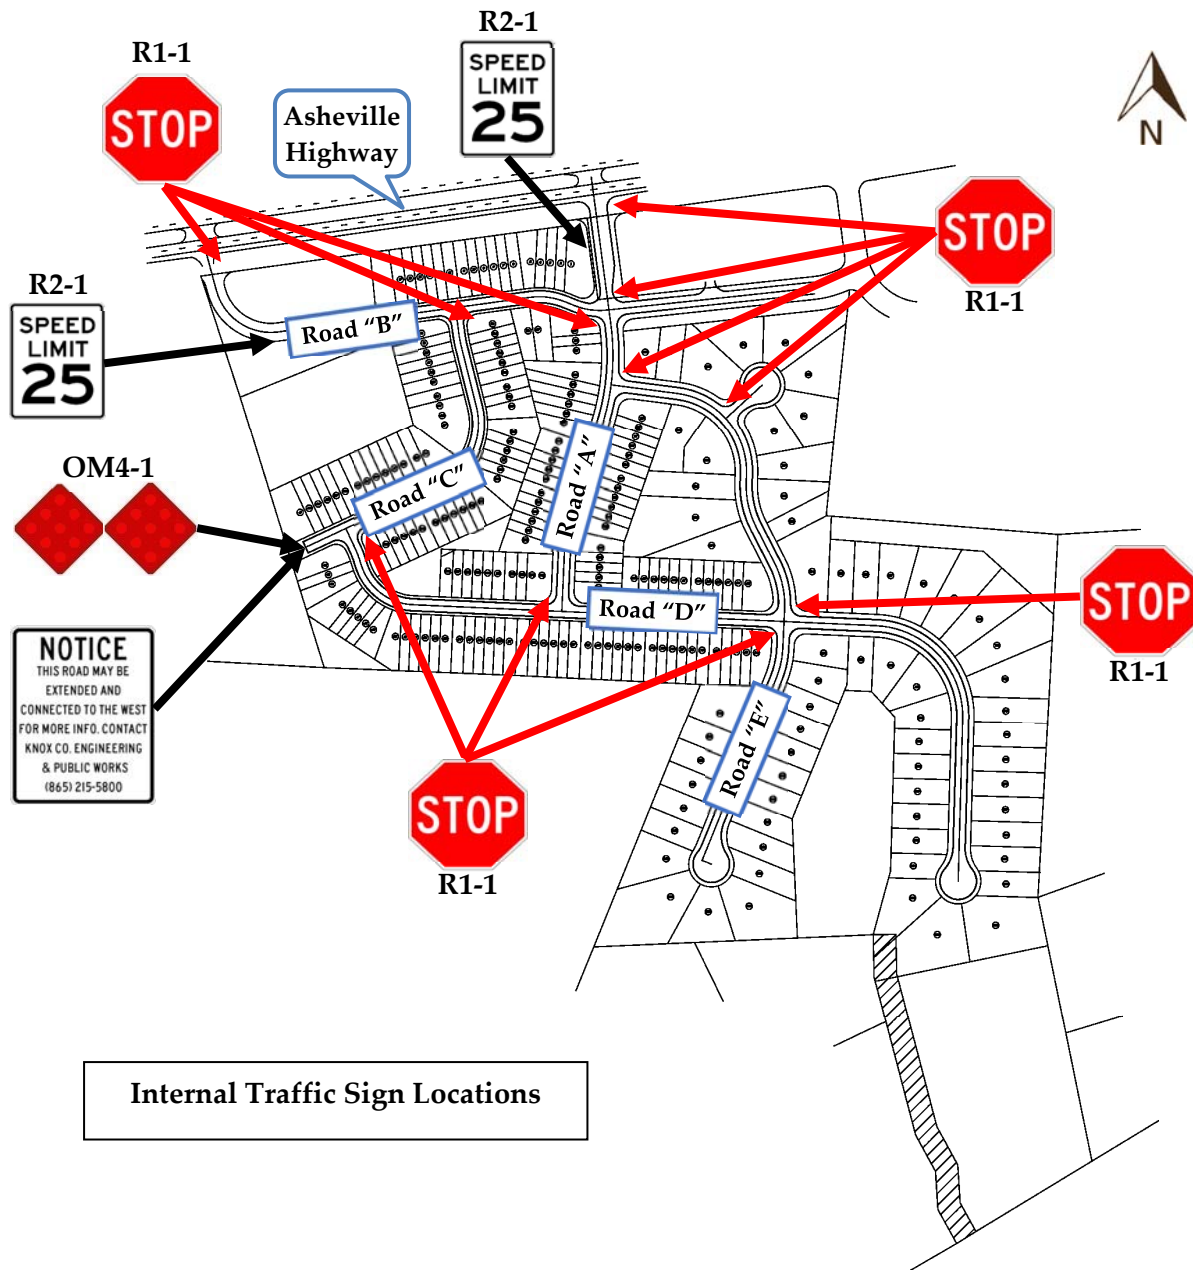 R2-1
SPEED
LIMIT
25
R1-1
STOP
Asheville
Highway
N
STOP
R1-1
R2-1
SPEED
LIMIT
25
Road “B”
OM4-1
Road “C”
Road “A”
Road “D”
STOP
R1-1
NOTICE
THIS ROAD MAY BE
EXTENDED AND
CONNECTED TO THE WEST
FOR MORE INFO. CONTACT
KNOX CO. ENGINEERING
& PUBLIC WORKS
(865) 215-5800
Road “E”
STOP
R1-1
Internal Traffic Sign Locations